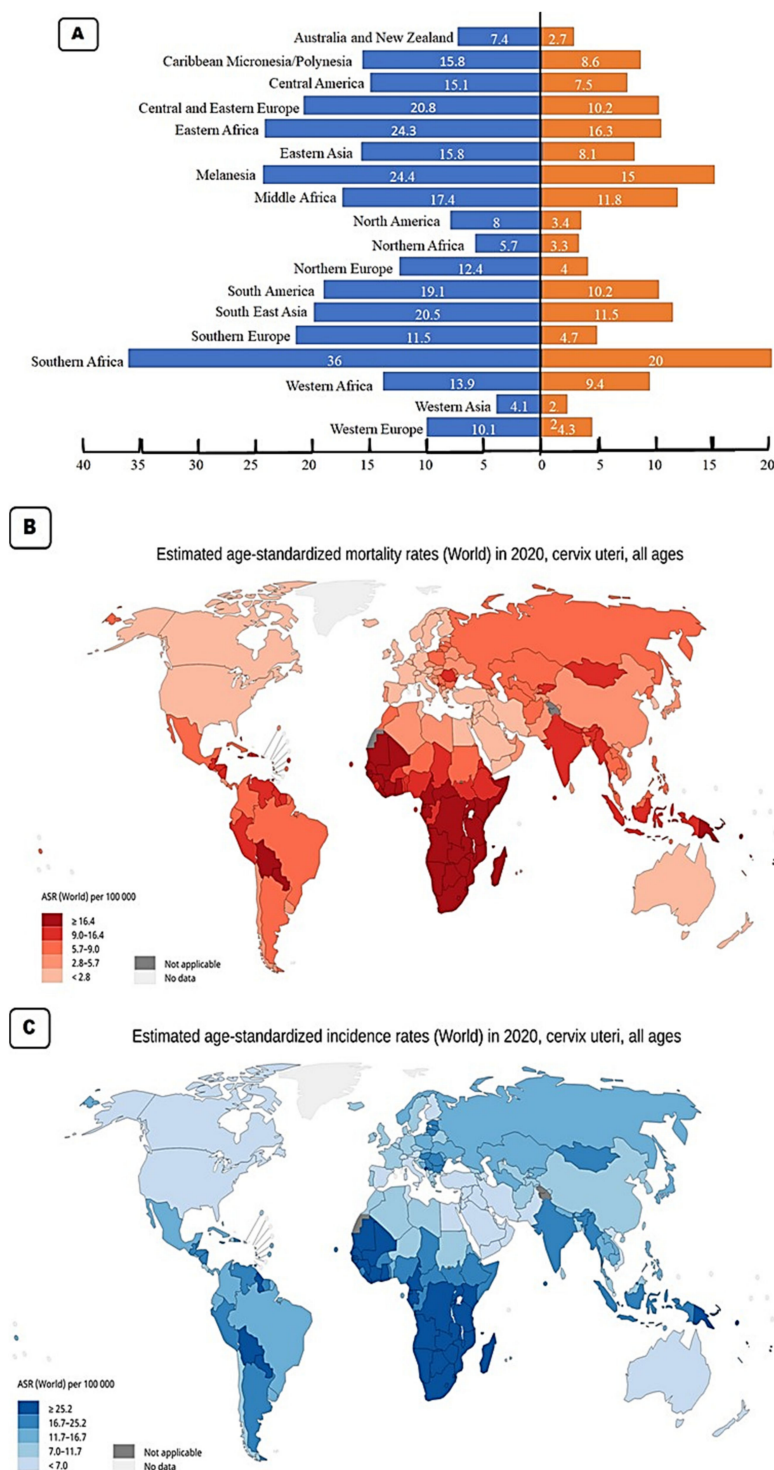 A
Australia and New Zealand 7.4 2.7
Caribbean Micronesia/Polynesia 15.8 8.6
Central America 15.1 7.5
Central and Eastern Europe 20.8 10.2
Eastern Africa 24.3 16.3
Eastern Asia 15.8 8.1
Melanesia 24.4 15
Middle Africa 17.4 11.8
North America 8 3.4
Northern Africa 5.7 3.3
Northern Europe 12.4 4
South America 19.1 10.2
South East Asia 20.5 11.5
Southern Europe 11.5 4.7
Southern Africa 36 20
Western Africa 13.9 9.4
Western Asia 4.1 2.
2
Western Europe 10.1 4.3
40 35 30 25 20 15 10 5 0 5 10 15 20
B
Estimated age-standardized mortality rates (World) in 2020, cervix uteri, all ages
ASR (World) per 100 000
≥ 16.4
9.0–16.4
5.7–9.0
2.8–5.7
< 2.8
Not applicable
No data
C
Estimated age-standardized incidence rates (World) in 2020, cervix uteri, all ages
ASR (World) per 100 000
≥ 25.2
16.7–25.2
11.7–16.7
7.0–11.7
< 7.0
Not applicable
No data